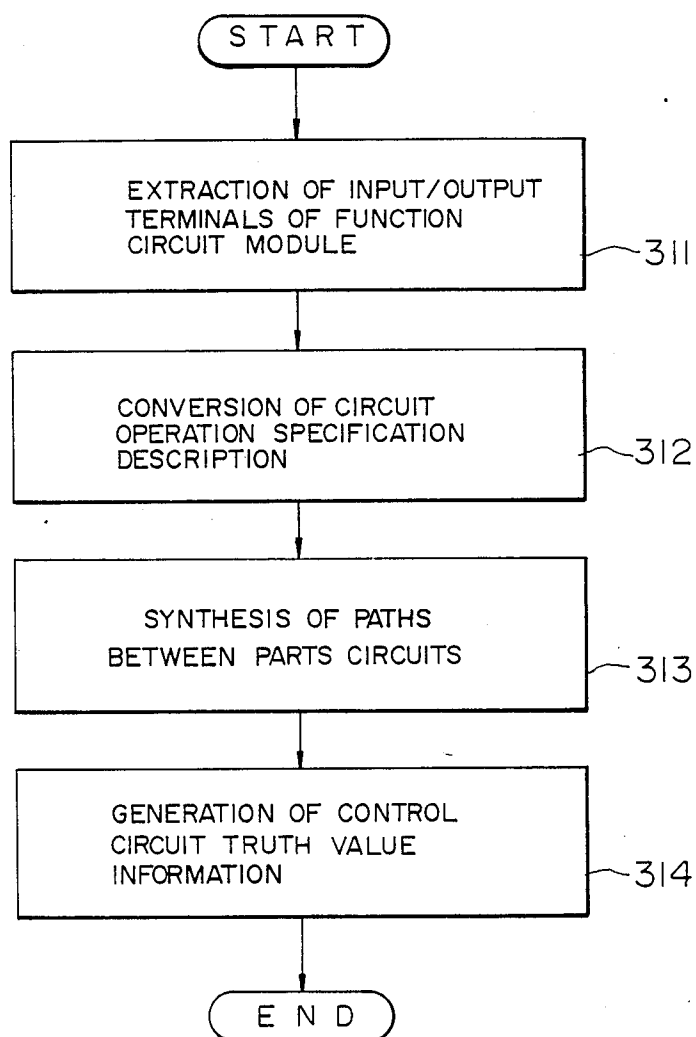 START
EXTRACTION OF INPUT/OUTPUT
TERMINALS OF FUNCTION
CIRCUIT MODULE
311
CONVERSION OF CIRCUIT
OPERATION SPECIFICATION
DESCRIPTION
312
SYNTHESIS OF PATHS
BETWEEN PARTS CIRCUITS
313
GENERATION OF CONTROL
CIRCUIT TRUTH VALUE
INFORMATION
314
END